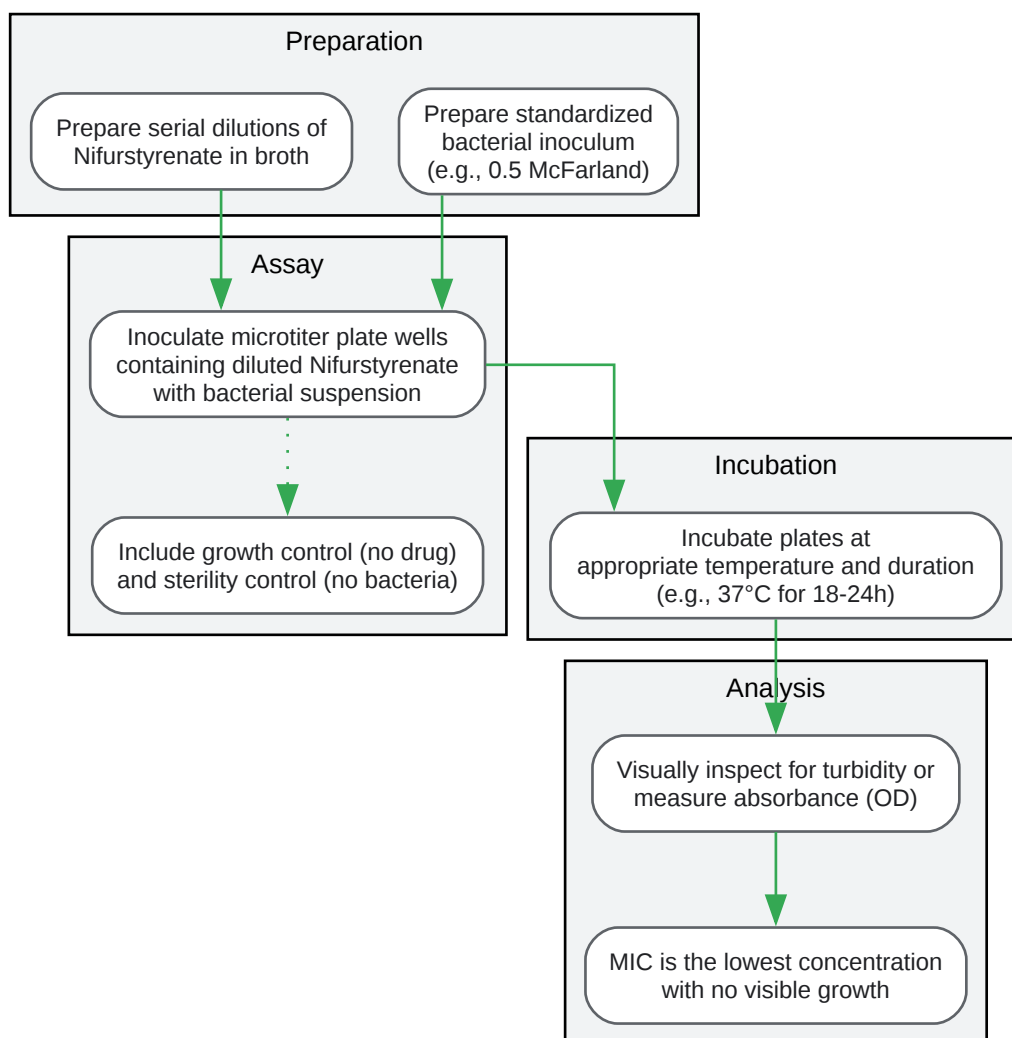 Preparation
Prepare serial dilutions of
Nifurstyrenate in broth
Prepare standardized
bacterial inoculum
(e.g., 0.5 McFarland)
Assay
Inoculate microtiter plate wells
containing diluted Nifurstyrenate
with bacterial suspension
Include growth control (no drug)
and sterility control (no bacteria)
Incubation
Incubate plates at
appropriate temperature and duration
(e.g., 37°C for 18-24h)
Analysis
Visually inspect for turbidity or
measure absorbance (OD)
MIC is the lowest concentration
with no visible growth